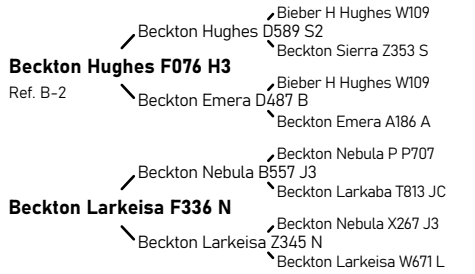 Bieber H Hughes W109
Beckton Hughes D589 S2
Beckton Sierra Z353 S
Beckton Hughes F076 H3
Ref. B-2
Bieber H Hughes W109
Beckton Emera D487 B
Beckton Emera A186 A
Beckton Nebula P P707
Beckton Nebula B557 J3
Beckton Larkaba T813 JC
Beckton Larkeisa F336 N
Beckton Nebula X267 J3
Beckton Larkeisa Z345 N
Beckton Larkeisa W671 L